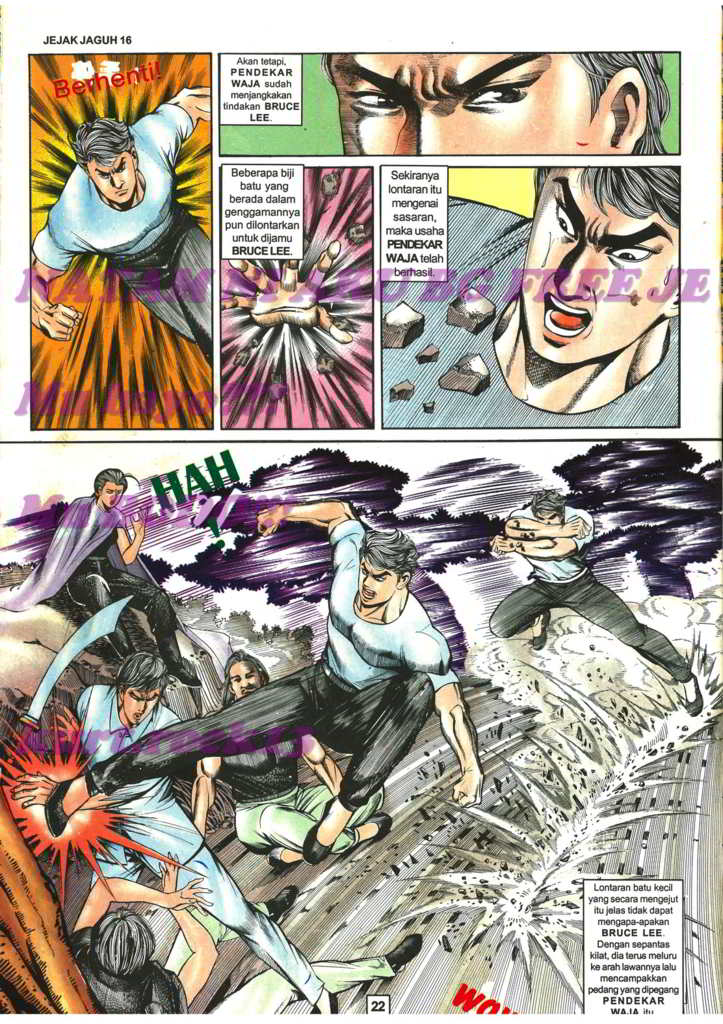 JEJAK JAGUH 16
Berhenti!
Akan tetapi,
PENDEKAR
WAJA sudah
menjangkakan
tindakan BRUCE
LEE.
Beberapa biji
batu yang
berada dalam
genggamannya
pun dilontarkan
untuk dijamu
BRUCE LEE.
Sekiranya
lontaran itu
mengenai
sasaran,
maka usaha
PENDEKAR
WAJA telah
berhasil.
HAH
!
Lontaran batu kecil
yang secara mengejut
itu jelas tidak dapat
mengapa-apakan
BRUCE LEE.
Dengan sepantas
kilat, dia terus meluru
ke arah lawannya lalu
mencampakkan
pedang yang dipegang
PENDEKAR
WAJA itu
22